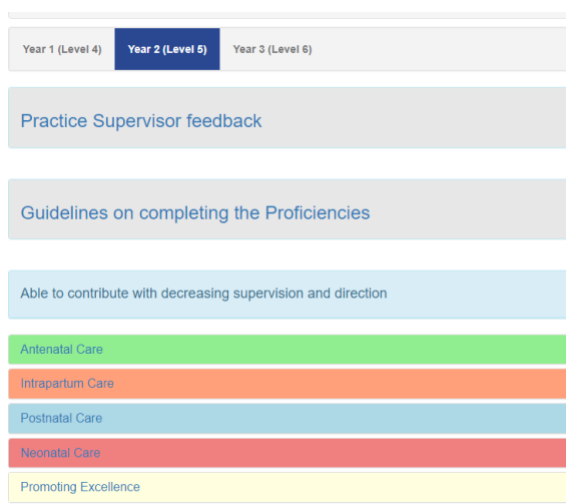 Year 1 (Level 4) Year 2 (Level 5) Year 3 (Level 6)
Practice Supervisor feedback
Guidelines on completing the Proficiencies
Able to contribute with decreasing supervision and direction
Antenatal Care
Intrapartum Care
Postnatal Care
Neonatal Care
Promoting Excellence